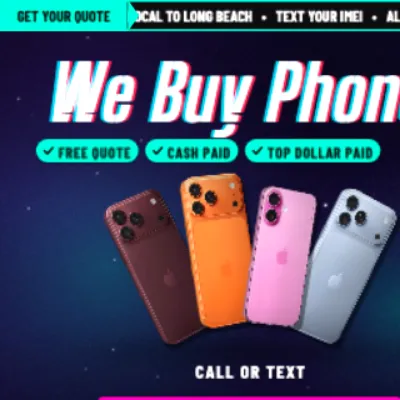 GET YOUR QUOTE
OCAL TO LONG BEACH • TEXT YOUR IMEI • AL
We Buy Phon
✓ FREE QUOTE
✓ CASH PAID
✓ TOP DOLLAR PAID
CALL OR TEXT